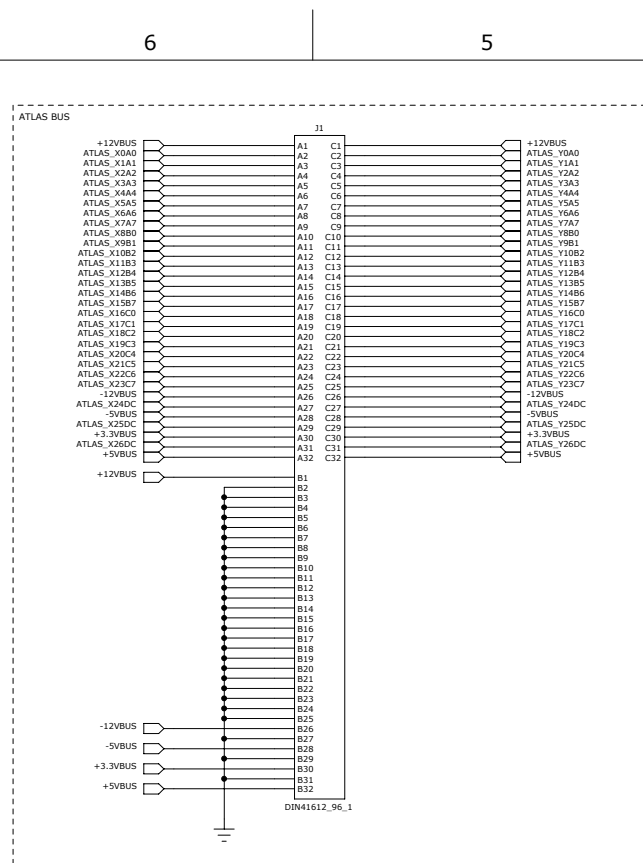 6 5
ATLAS BUS
J1
+12VBUS A1 C1 +12VBUS
ATLAS_X0A0 A2 C2 ATLAS_Y0A0
ATLAS_X1A1 A3 C3 ATLAS_Y1A1
ATLAS_X2A2 A4 C4 ATLAS_Y2A2
ATLAS_X3A3 A5 C5 ATLAS_Y3A3
ATLAS_X4A4 A6 C6 ATLAS_Y4A4
ATLAS_X5A5 A7 C7 ATLAS_Y5A5
ATLAS_X6A6 A8 C8 ATLAS_Y6A6
ATLAS_X7A7 A9 C9 ATLAS_Y7A7
ATLAS_X8B0 A10 C10 ATLAS_Y8B0
ATLAS_X9B1 A11 C11 ATLAS_Y9B1
ATLAS_X10B2 A12 C12 ATLAS_Y10B2
ATLAS_X11B3 A13 C13 ATLAS_Y11B3
ATLAS_X12B4 A14 C14 ATLAS_Y12B4
ATLAS_X13B5 A15 C15 ATLAS_Y13B5
ATLAS_X14B6 A16 C16 ATLAS_Y14B6
ATLAS_X15B7 A17 C17 ATLAS_Y15B7
ATLAS_X16C0 A18 C18 ATLAS_Y16C0
ATLAS_X17C1 A19 C19 ATLAS_Y17C1
ATLAS_X18C2 A20 C20 ATLAS_Y18C2
ATLAS_X19C3 A21 C21 ATLAS_Y19C3
ATLAS_X20C4 A22 C22 ATLAS_Y20C4
ATLAS_X21C5 A23 C23 ATLAS_Y21C5
ATLAS_X22C6 A24 C24 ATLAS_Y22C6
ATLAS_X23C7 A25 C25 ATLAS_Y23C7
-12VBUS A26 C26 -12VBUS
ATLAS_X24DC A27 C27 ATLAS_Y24DC
-5VBUS A28 C28 -5VBUS
ATLAS_X25DC A29 C29 ATLAS_Y25DC
+3.3VBUS A30 C30 +3.3VBUS
ATLAS_X26DC A31 C31 ATLAS_Y26DC
+5VBUS A32 C32 +5VBUS
+12VBUS B1
B2
B3
B4
B5
B6
B7
B8
B9
B10
B11
B12
B13
B14
B15
B16
B17
B18
B19
B20
B21
B22
B23
B24
B25
-12VBUS B26
B27
-5VBUS B28
B29
+3.3VBUS B30
B31
+5VBUS B32
DIN41612_96_1